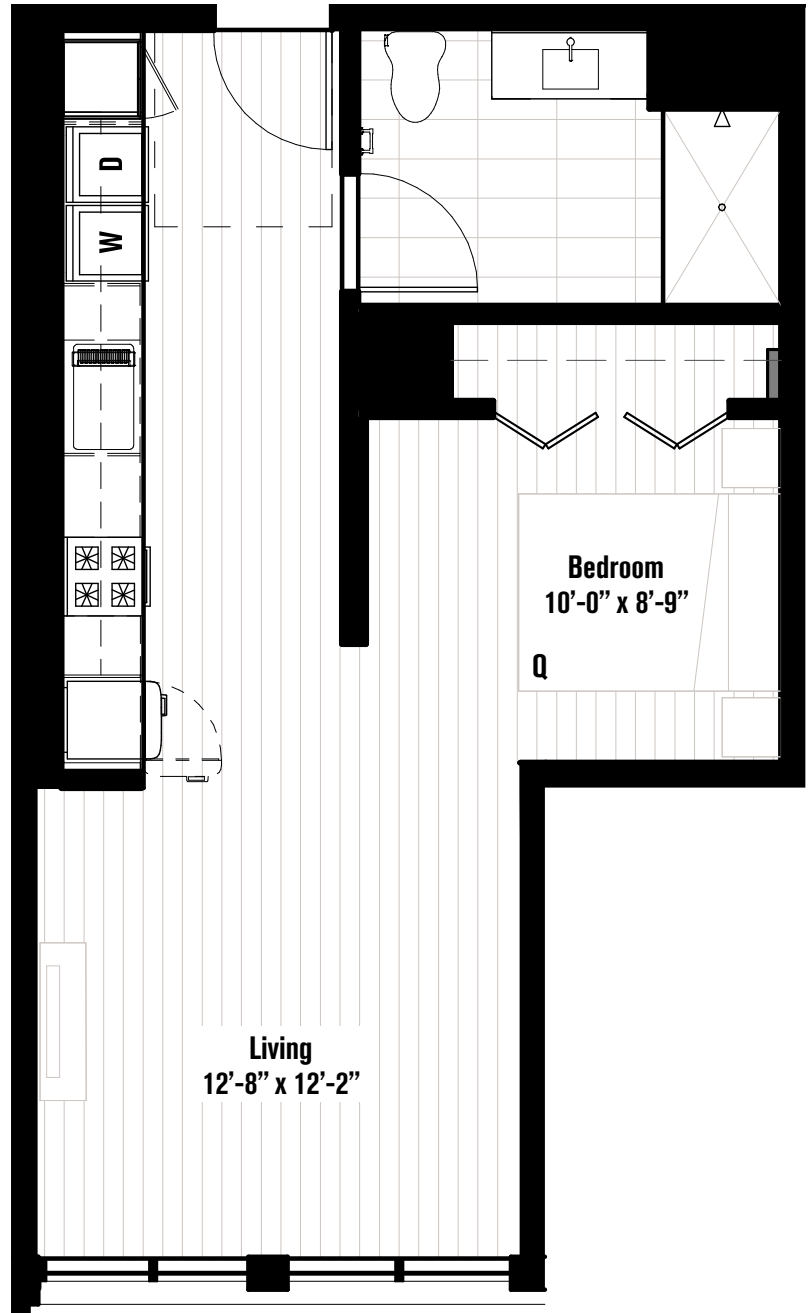 D
W
Bedroom
10’-0” x 8’-9”
Q
Living
12’-8” x 12’-2”